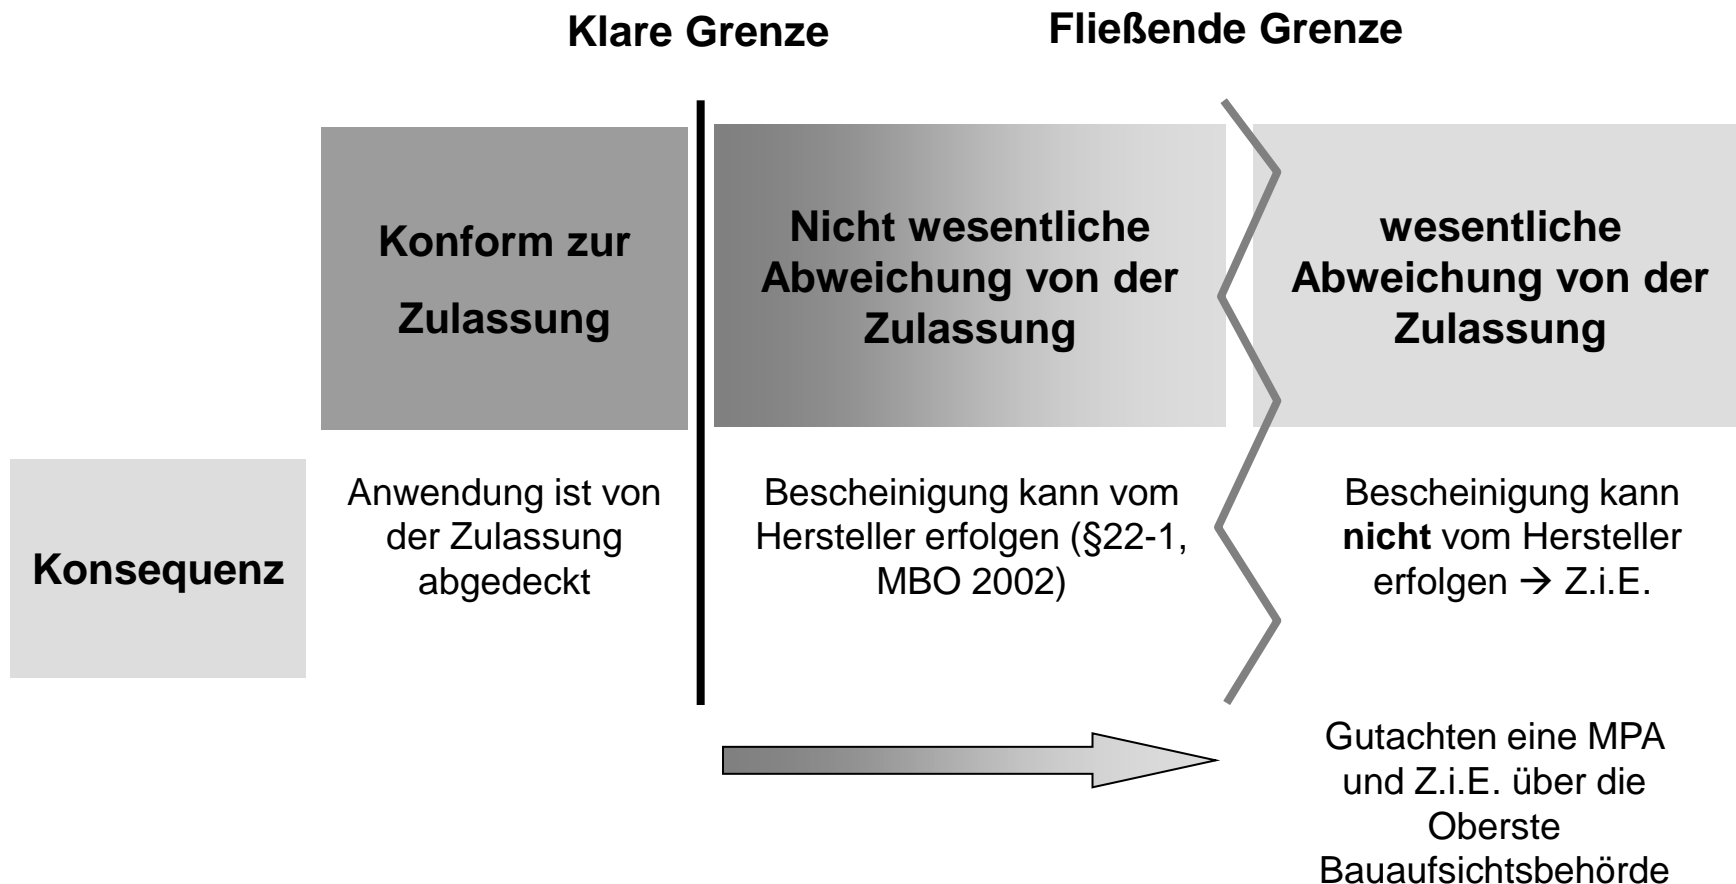 Klare Grenze
Fließende Grenze
Konform zur
Zulassung
Nicht wesentliche
Abweichung von der
Zulassung
wesentliche
Abweichung von der
Zulassung
Konsequenz
Anwendung ist von
der Zulassung
abgedeckt
Bescheinigung kann vom
Hersteller erfolgen (§22-1,
MBO 2002)
Bescheinigung kann
nicht vom Hersteller
erfolgen → Z.i.E.
Gutachten eine MPA
und Z.i.E. über die
Oberste
Bauaufsichtsbehörde